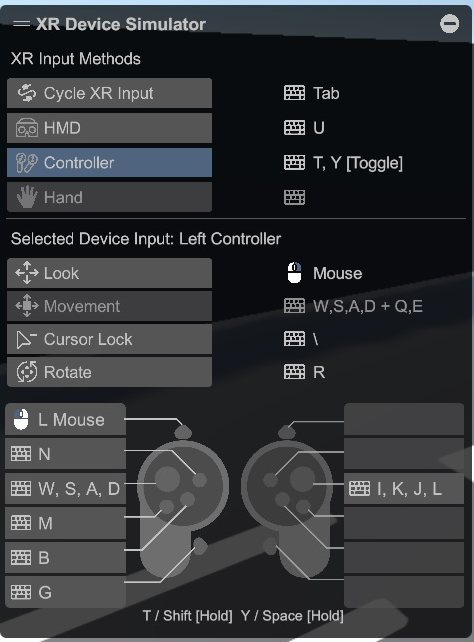 XR Device Simulator
XR Input Methods
Cycle XR Input Tab
HMD U
Controller T, Y [Toggle]
Hand
Selected Device Input: Left Controller
Look Mouse
Movement W,S,A,D + Q,E
Cursor Lock \
Rotate R
L Mouse
N
W, S, A, D I, K, J, L
M
B
G
T / Shift [Hold] Y / Space [Hold]